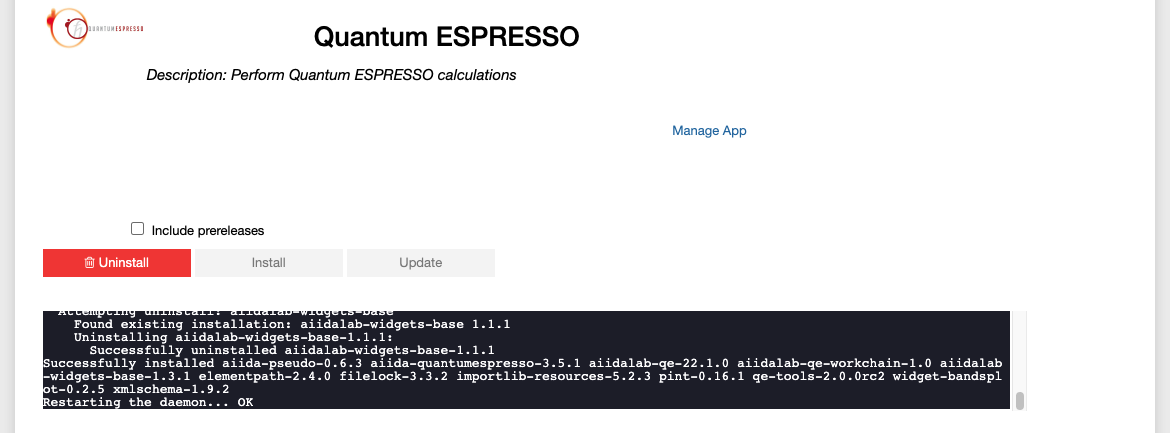 QUANTUMESPRESSO
Quantum ESPRESSO
Description: Perform Quantum ESPRESSO calculations
Manage App
Include prereleases
Uninstall Install Update
Attempting uninstall: aiidalab-widgets-base
Found existing installation: aiidalab-widgets-base 1.1.1
Uninstalling aiidalab-widgets-base-1.1.1:
Successfully uninstalled aiidalab-widgets-base-1.1.1
Successfully installed aiida-pseudo-0.6.3 aiida-quantumespresso-3.5.1 aiidalab-qe-22.1.0 aiidalab-qe-workchain-1.0 aiidalab
-widgets-base-1.3.1 elementpath-2.4.0 filelock-3.3.2 importlib-resources-5.2.3 pint-0.16.1 qe-tools-2.0.0rc2 widget-bandspl
ot-0.2.5 xmlschema-1.9.2
Restarting the daemon... OK